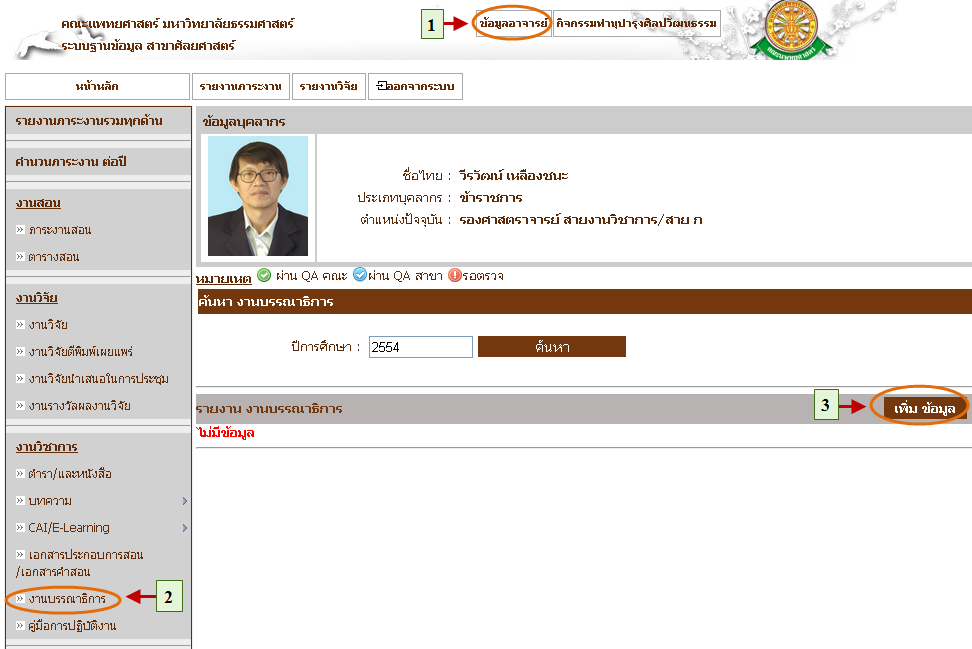 คณะแพทยศาสตร์ มหาวิทยาลัยธรรมศาสตร์
ระบบฐานข้อมูล สาขาศัลยศาสตร์
1
ข้อมูลอาจารย์ กิจกรรมทำนุบำรุงศิลปวัฒนธรรม
หน้าหลัก
รายงานภาระงาน รายงานวิจัย ออกจากระบบ
รายงานภาระงานรวมทุกด้าน
คำนวนภาระงาน ต่อปี
งานสอน
ภาระงานสอน
ตารางสอน
งานวิจัย
งานวิจัย
งานวิจัยตีพิมพ์เผยแพร่
งานวิจัยนำเสนอในการประชุม
งานรางวัลผลงานวิจัย
งานวิชาการ
ตำรา/และหนังสือ
บทความ
CAI/E-Learning
เอกสารประกอบการสอน
/เอกสารคำสอน
งานบรรณาธิการ
2
คู่มือการปฏิบัติงาน
ข้อมูลบุคลากร
ชื่อไทย : วีรวัฒน์ เหลืองชนะ
ประเภทบุคลากร : ข้าราชการ
ตำแหน่งปัจจุบัน : รองศาสตราจารย์ สายงานวิชาการ/สาย ก
หมายเหตุ ผ่าน QA คณะ ผ่าน QA สาขา รอตรวจ
ค้นหา งานบรรณาธิการ
ปีการศึกษา : 2554 ค้นหา
รายงาน งานบรรณาธิการ
3
เพิ่ม ข้อมูล
ไม่มีข้อมูล